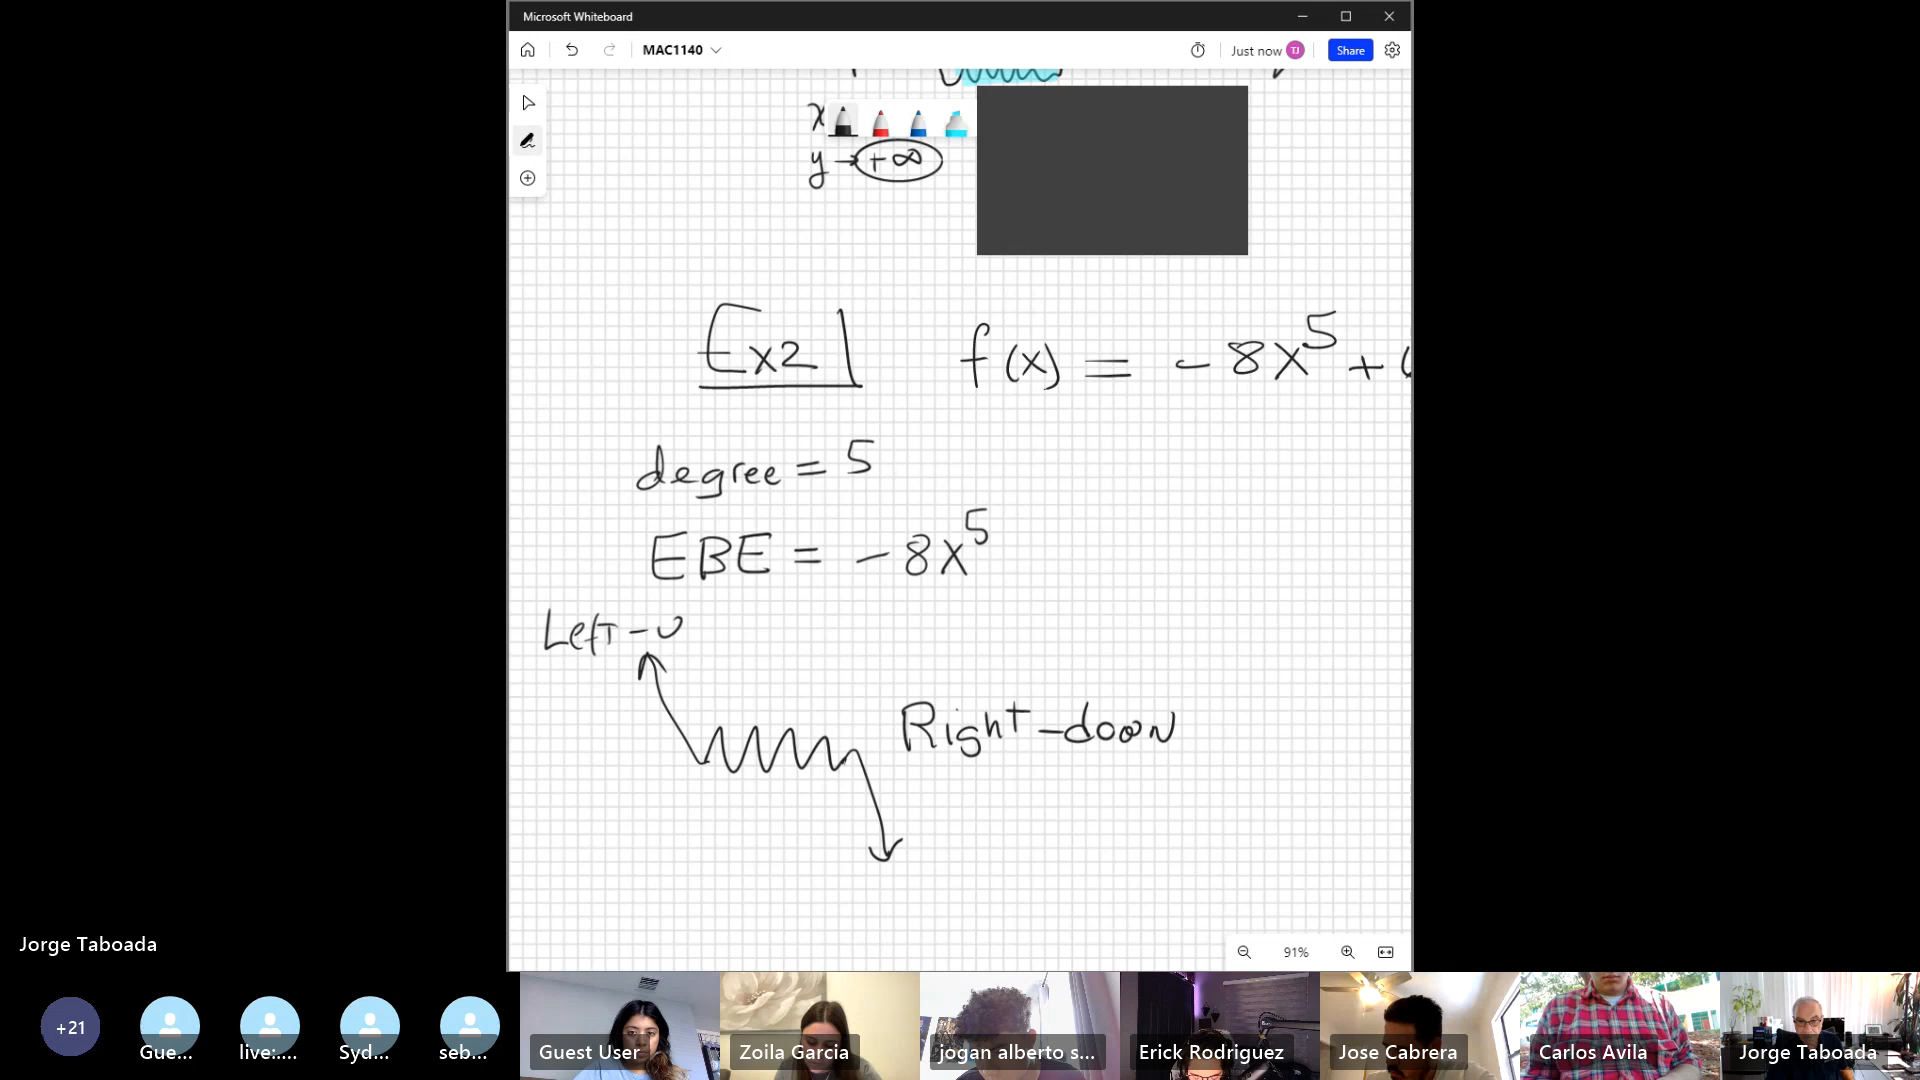 Microsoft Whiteboard
MAC1140
Just now TJ
Share
x
y → +∞
Ex2 f(x) = - 8x^5 +
degree = 5
EBE = - 8x^5
Left - U
Right - down
91%
Jorge Taboada
+21
Gue...
live:....
Syd...
seb...
Guest User
Zoila Garcia
jogan alberto s...
Erick Rodriguez
Jose Cabrera
Carlos Avila
Jorge Taboada